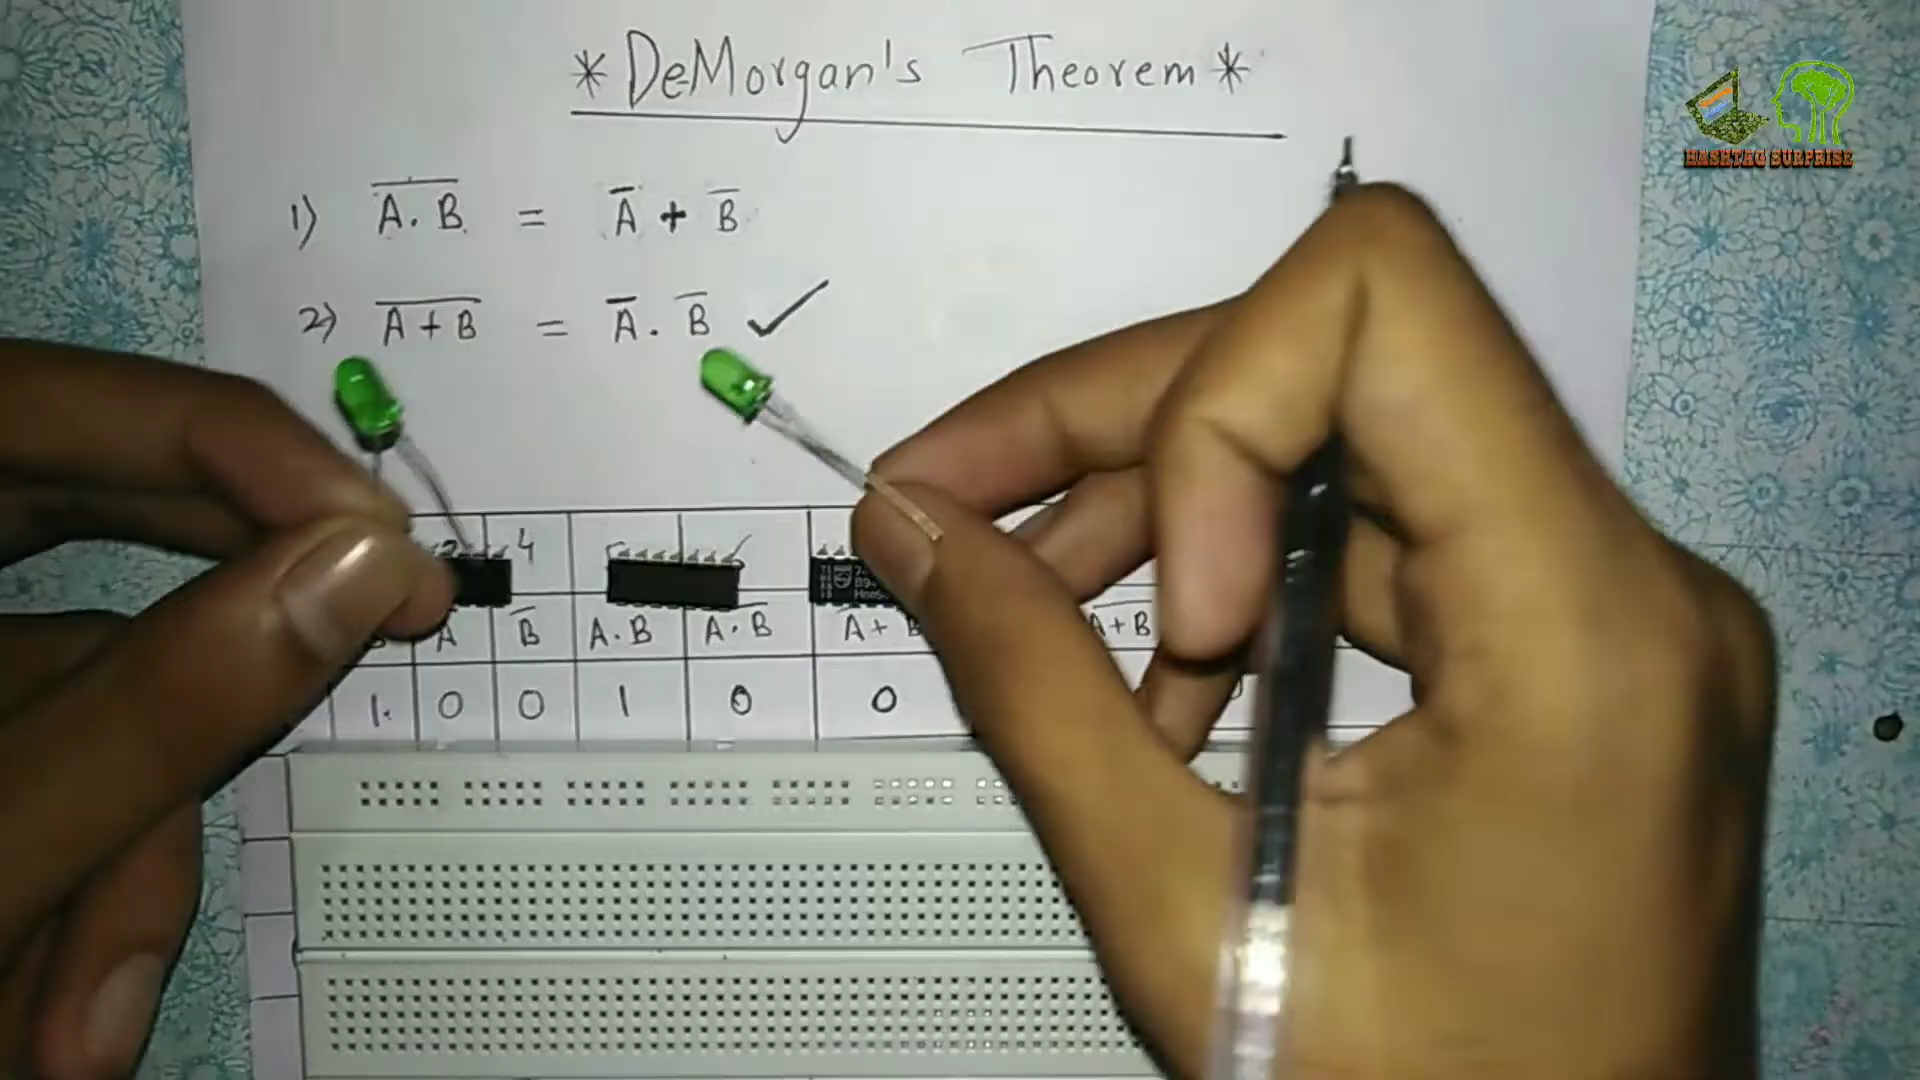 *DeMorgan's Theorem*
HASHTAG SURPRISE
1) A̅.̅B̅ = A̅ + B̅
2) A̅+̅B̅ = A̅ . B̅ ✓
4
A̅ B̅ A.B A̅.̅B̅ A̅+ A̅+̅B̅
1. 0 0 1 0 0